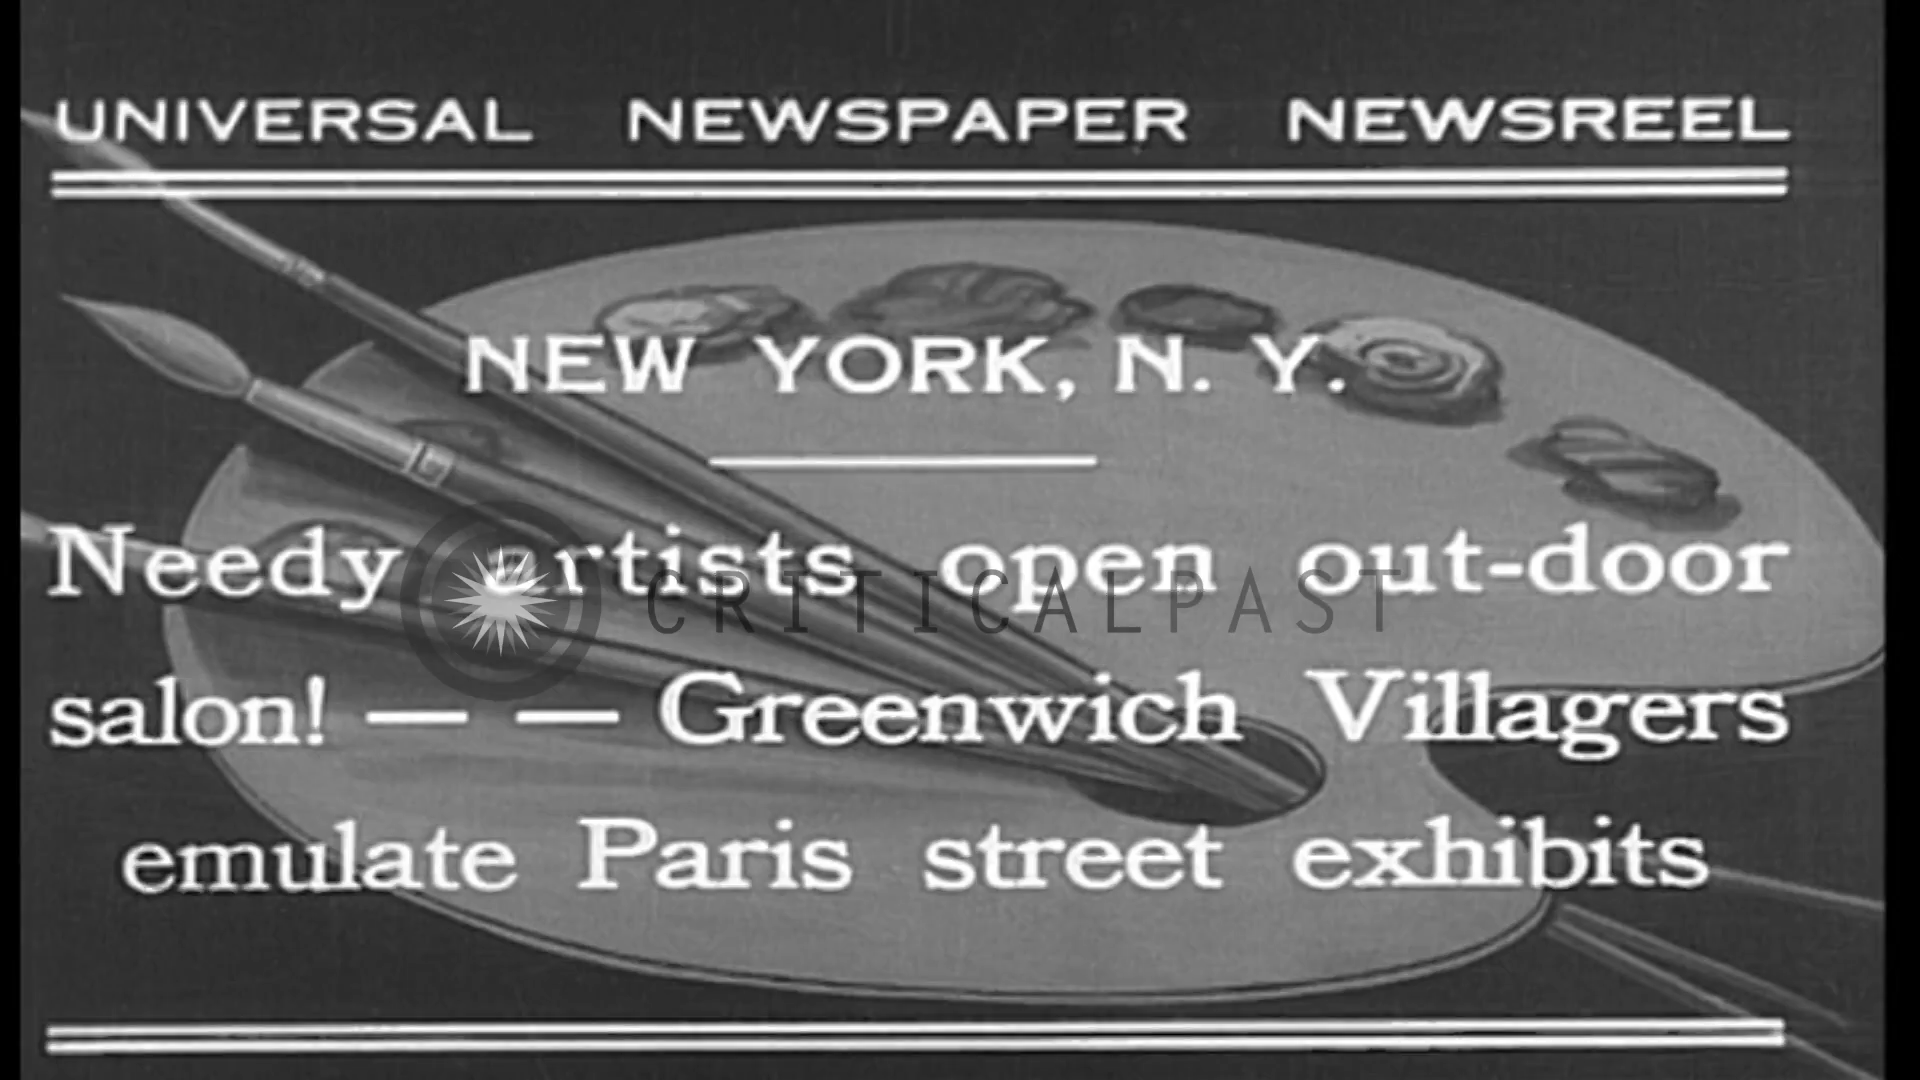 UNIVERSAL NEWSPAPER NEWSREEL
NEW YORK, N. Y.
Needy artists open out-door
salon! — — Greenwich Villagers
emulate Paris street exhibits
CRITICALPAST